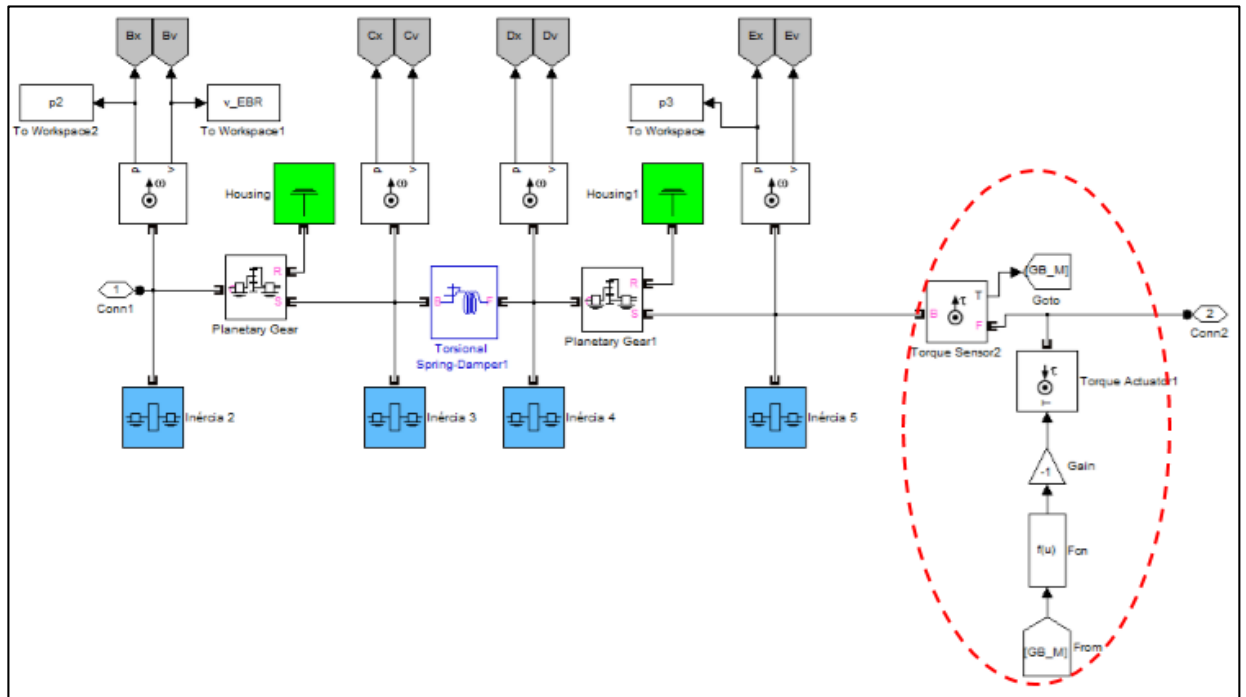 Bx Bv
Cx Cv
Dx Dv
Ex Ev
p2
To Workspace2
v_EBR
To Workspace1
p3
To Workspace
p v
ω
Housing
p v
ω
p v
ω
Housing1
p v
ω
1
Conn1
C
R
S
Planetary Gear
B
F
Torsional
Spring-Damper1
C
R
S
Planetary Gear1
B
τ
T
F
Torque Sensor2
[GB_M]
Goto
2
Conn2
τ
T
Torque Actuator1
Inércia 2
Inércia 3
Inércia 4
Inércia 5
-1
Gain
f(u)
Fcn
[GB_M]
From